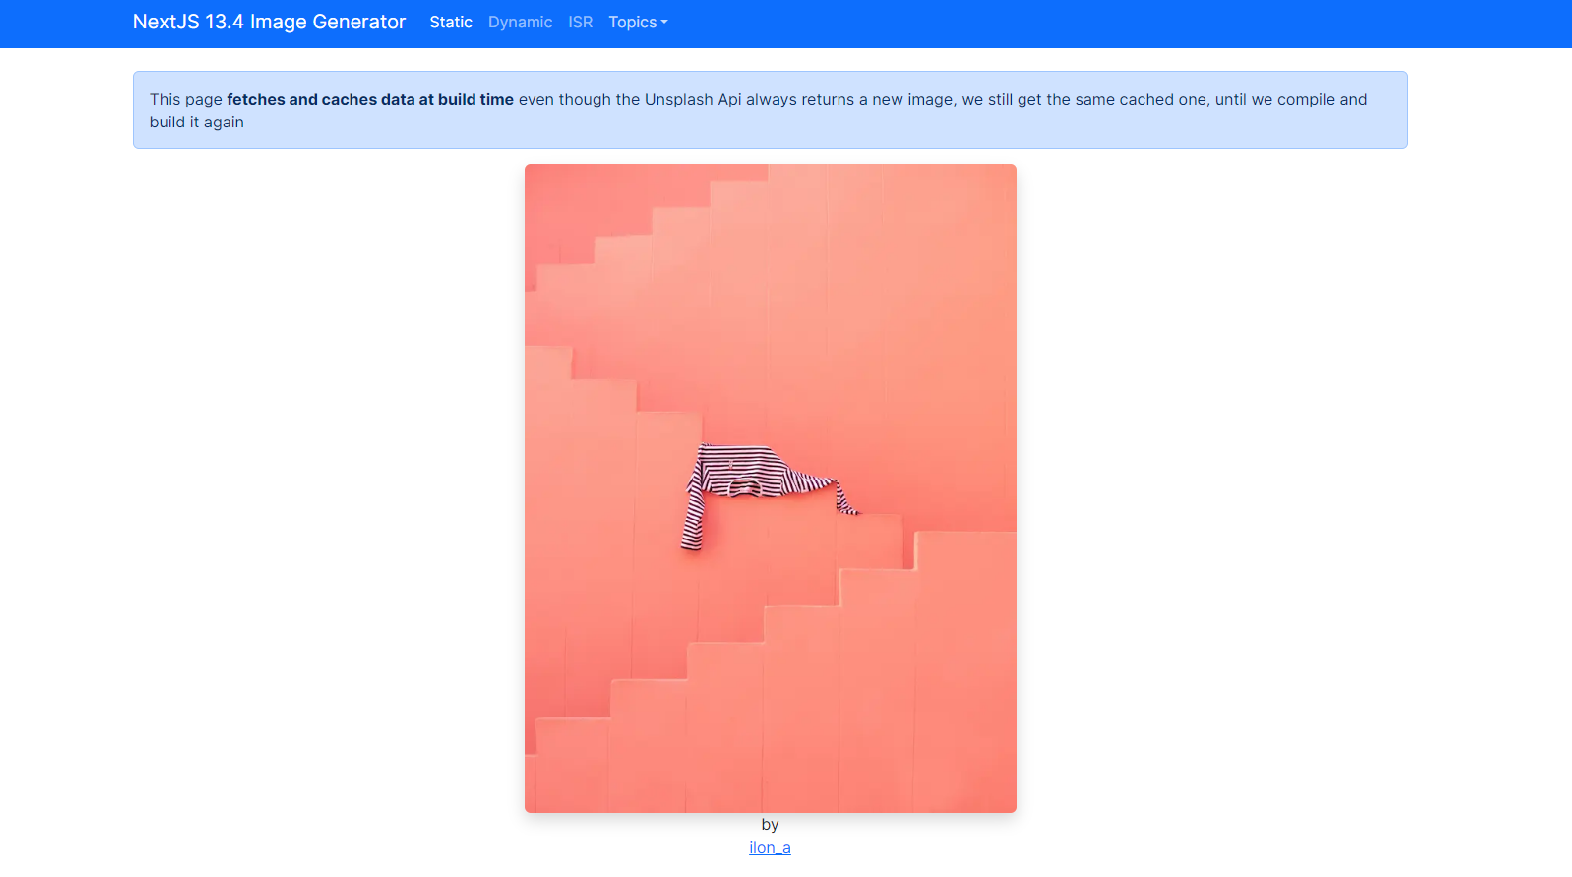 NextJS 13.4 Image Generator Static Dynamic ISR Topics
This page fetches and caches data at build time even though the Unsplash Api always returns a new image, we still get the same cached one, until we compile and
build it again
by
ilon_a